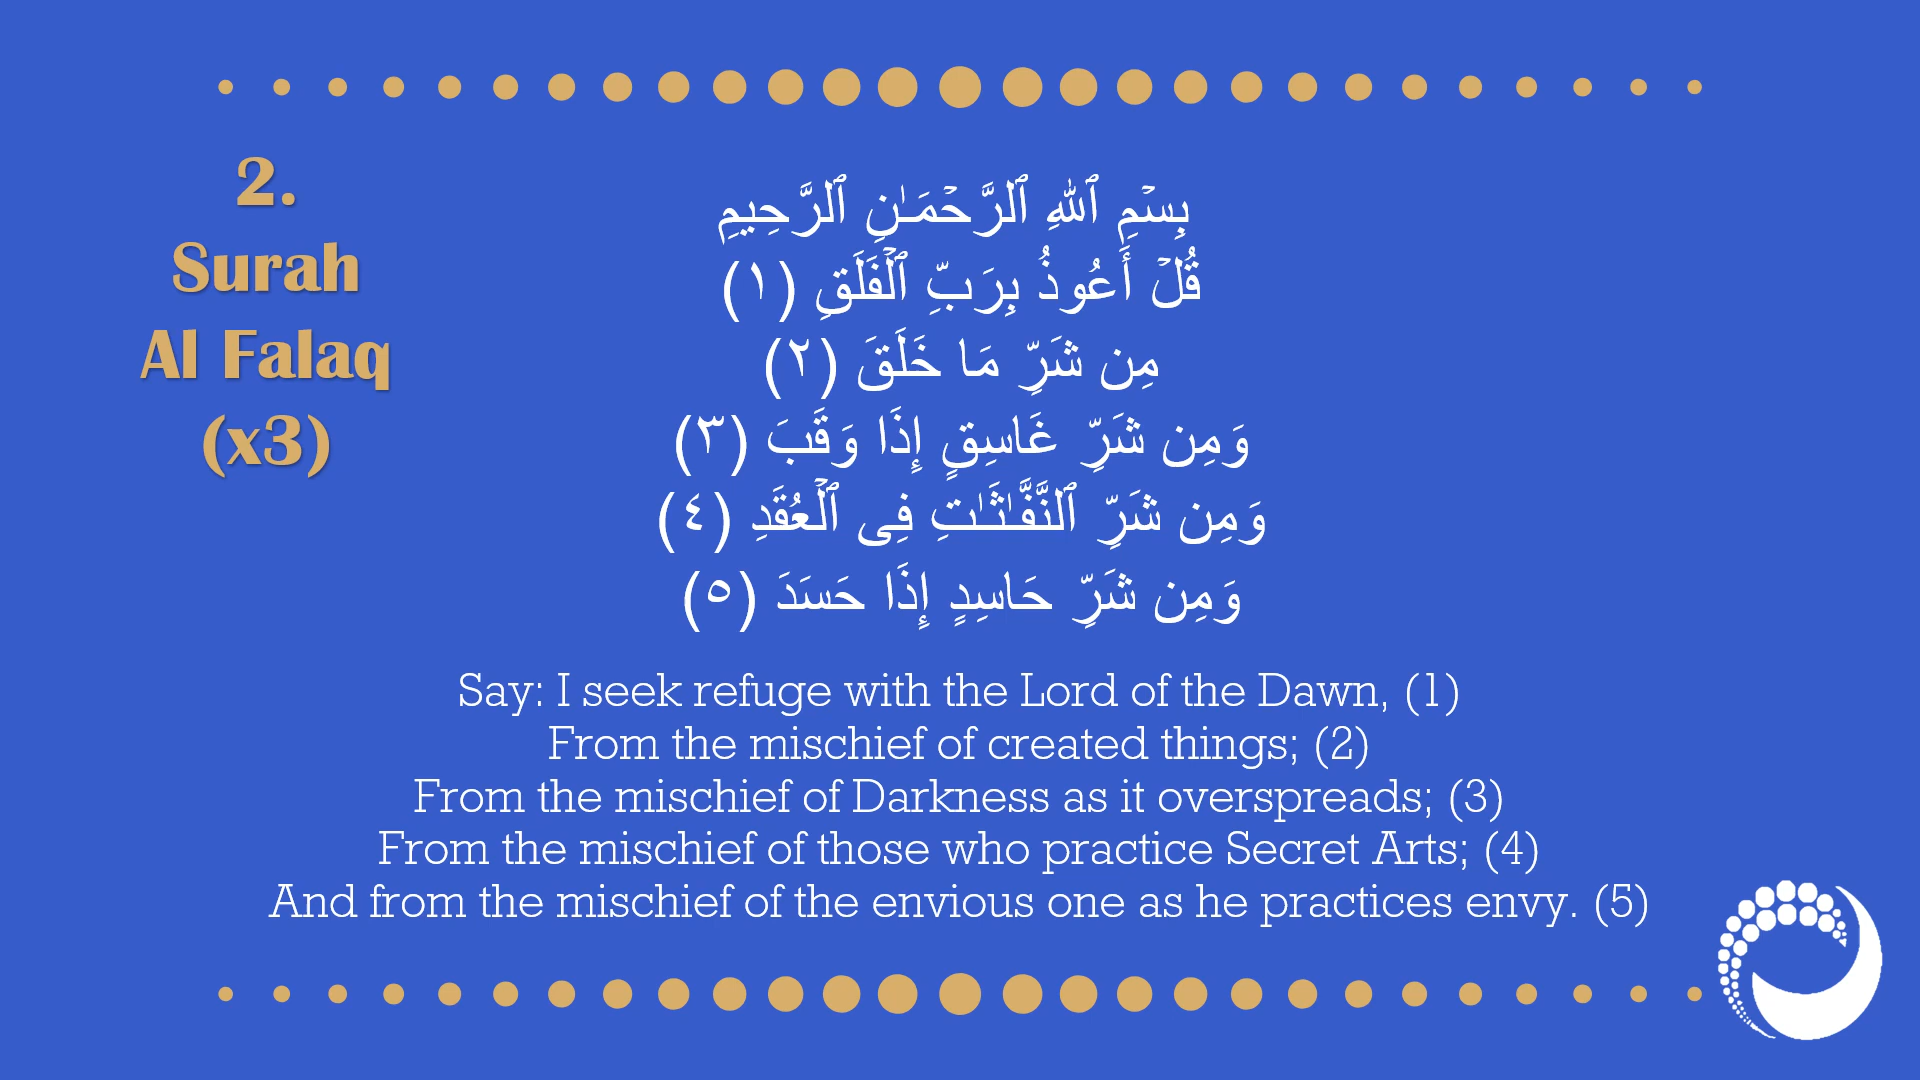 2.
Surah
Al Falaq
(x3)
بِسۡمِ ٱللهِ ٱلرَّحۡمَـٰنِ ٱلرَّحِيمِ
قُلۡ أَعُوذُ بِرَبِّ ٱلۡفَلَقِ (١)
مِن شَرِّ مَا خَلَقَ (٢)
وَمِن شَرِّ غَاسِقٍ إِذَا وَقَبَ (٣)
وَمِن شَرِّ ٱلنَّفَّـٰثَـٰتِ فِى ٱلۡعُقَدِ (٤)
وَمِن شَرِّ حَاسِدٍ إِذَا حَسَدَ (٥)
Say: I seek refuge with the Lord of the Dawn, (1)
From the mischief of created things; (2)
From the mischief of Darkness as it overspreads; (3)
From the mischief of those who practice Secret Arts; (4)
And from the mischief of the envious one as he practices envy. (5)